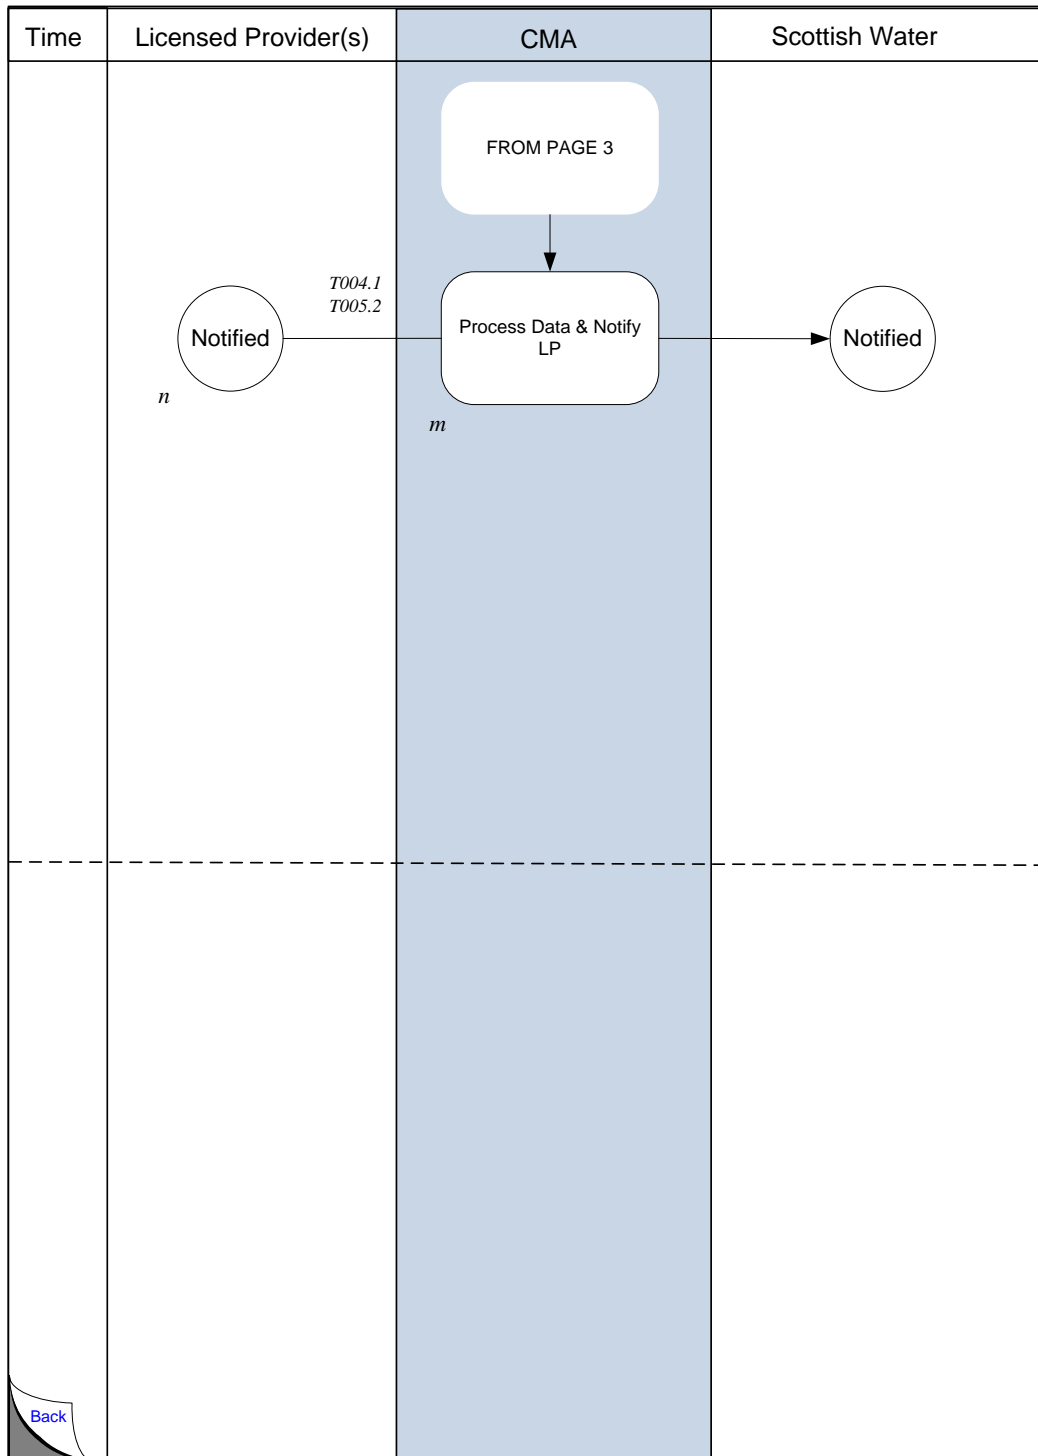 Time
Licensed Provider(s)
CMA
Scottish Water
FROM PAGE 3
T004.1
T005.2
Notified
Process Data & Notify
LP
Notified
n
m
Back